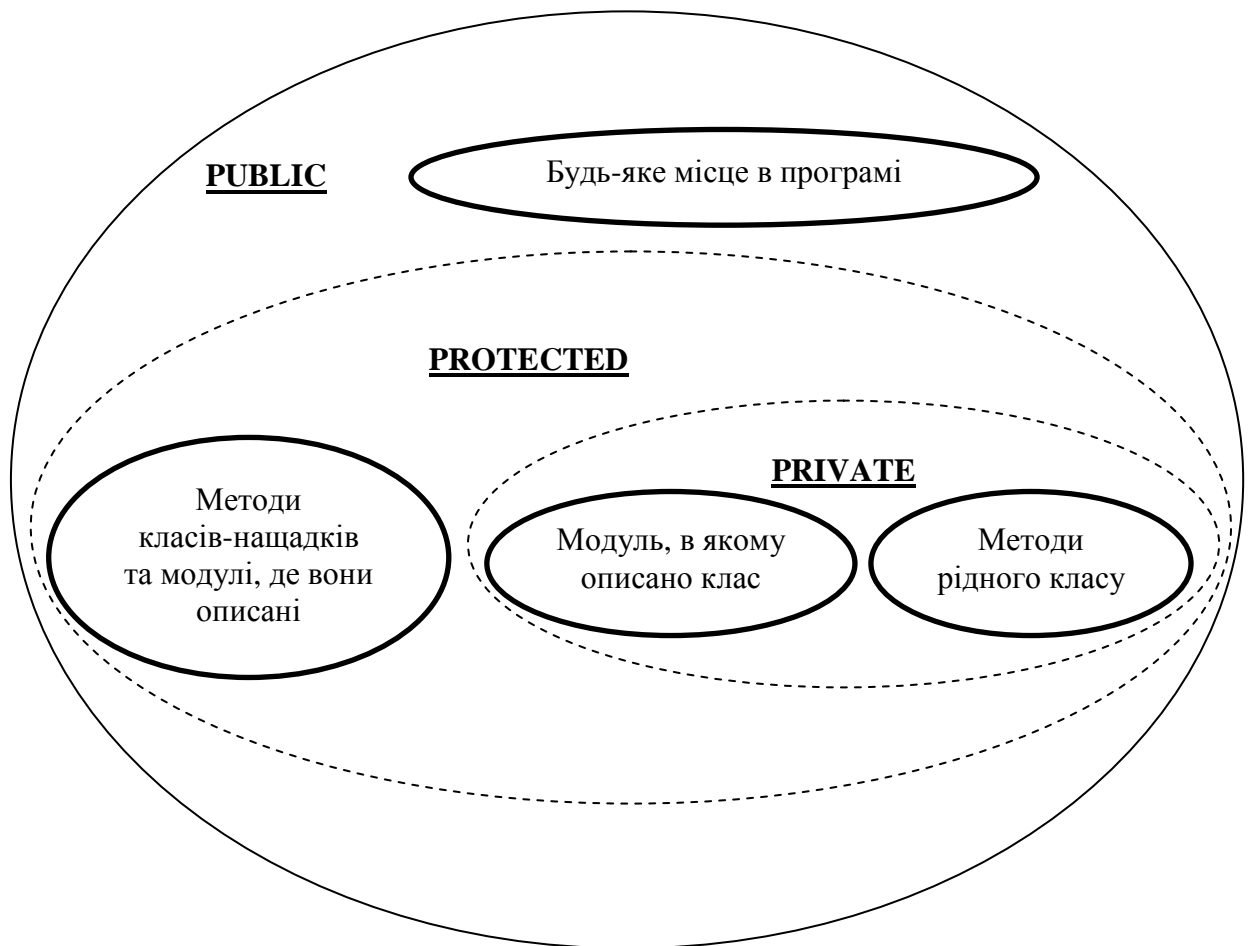 PUBLIC
Будь-яке місце в програмі
PROTECTED
PRIVATE
Методи
класів-нащадків
та модулі, де вони
описані
Модуль, в якому
описано клас
Методи
рідного класу